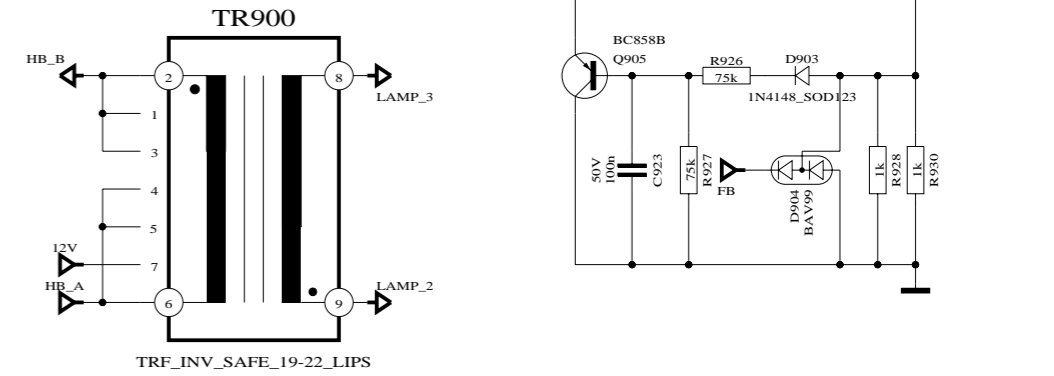 TR900
HB_B
2
8
LAMP_3
1
3
4
5
12V
7
HB_A
6
9
LAMP_2
TRF_INV_SAFE_19-22_LIPS
BC858B
Q905
R926
75k
D903
1N4148_SOD123
50V
100n
C923
75k
R927
FB
D904
BAV99
1k
R928
1k
R930